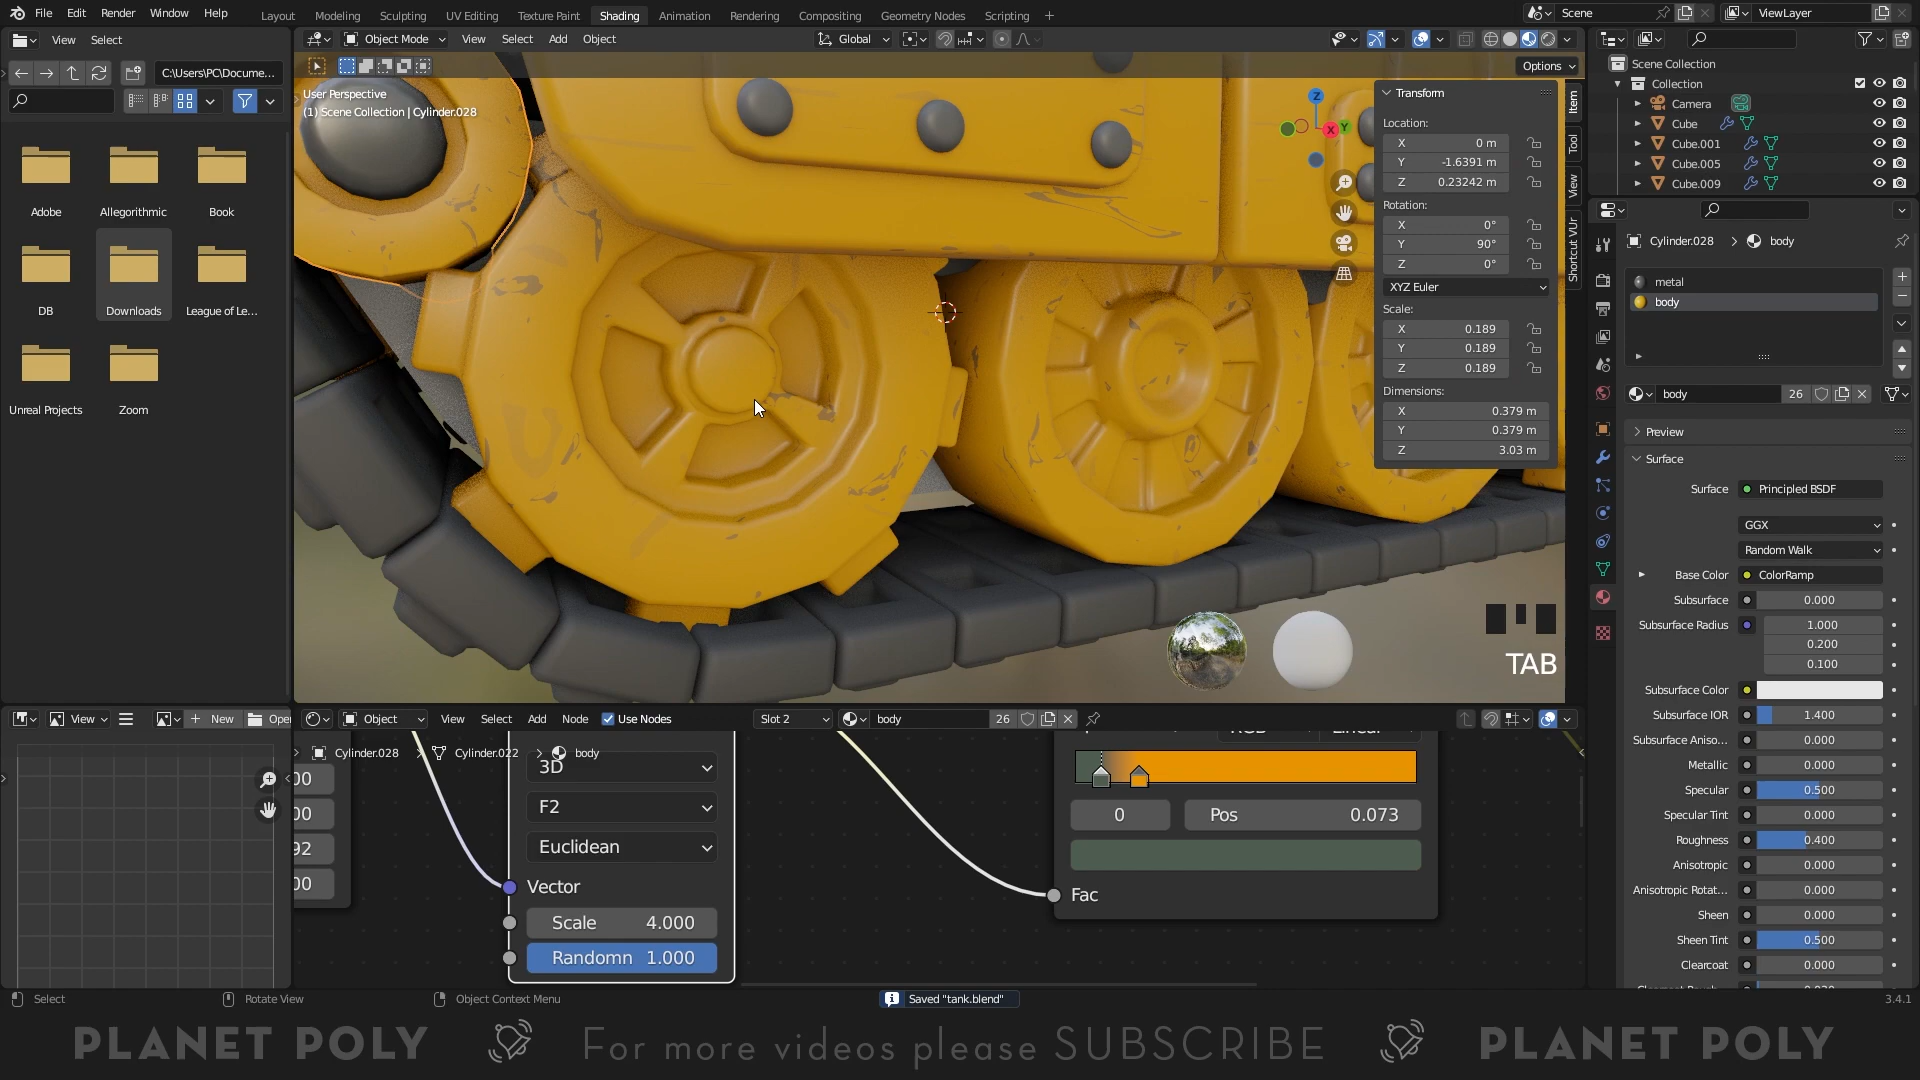 File Edit Render Window Help
Layout Modeling Sculpting UV Editing Texture Paint Shading Animation Rendering Compositing Geometry Nodes Scripting +
Scene ViewLayer
View Select
Object Mode View Select Add Object Global
C:\Users\PC\Docume...
Options
User Perspective
(1) Scene Collection | Cylinder.028
Adobe Allegorithmic Book
DB Downloads League of Le...
Unreal Projects Zoom
Z
X Y
Transform
Location:
X 0 m
Y -1.6391 m
Z 0.23242 m
Rotation:
X 0°
Y 90°
Z 0°
XYZ Euler
Scale:
X 0.189
Y 0.189
Z 0.189
Dimensions:
X 0.379 m
Y 0.379 m
Z 3.03 m
Item
Tool
View
Shortcut VUr
TAB
Scene Collection
Collection
Camera
Cube
Cube.001
Cube.005
Cube.009
Cylinder.028 > body
metal
body
body 26
Preview
Surface
Surface Principled BSDF
GGX
Random Walk
Base Color ColorRamp
Subsurface 0.000
Subsurface Radius 1.000
0.200
0.100
Subsurface Color
Subsurface IOR 1.400
Subsurface Aniso... 0.000
Metallic 0.000
Specular 0.500
Specular Tint 0.000
Roughness 0.400
Anisotropic 0.000
Anisotropic Rotat... 0.000
Sheen 0.000
Sheen Tint 0.500
Clearcoat 0.000
View + New Oper
Object View Select Add Node Use Nodes Slot 2 body 26
Cylinder.028 > Cylinder.022 > body
00
00
92
00
3D
F2
Euclidean
Vector
Scale 4.000
Randomn 1.000
0 Pos 0.073
Fac
Select Rotate View Object Context Menu Saved "tank.blend" 3.4.1
PLANET POLY For more videos please SUBSCRIBE PLANET POLY